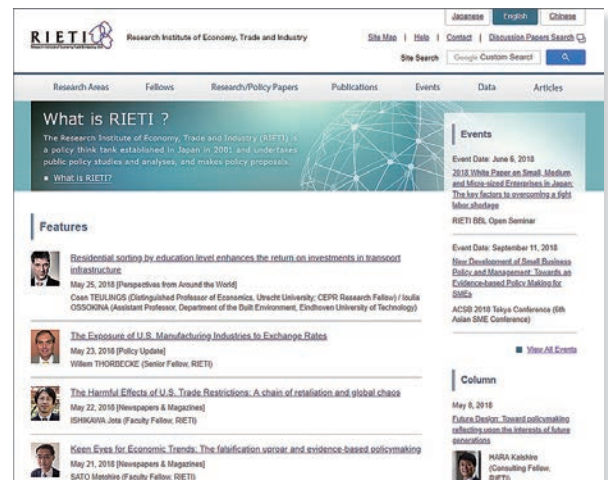 Japanese English Chinese
RIETI Research Institute of Economy, Trade and Industry
Site Map | Help | Contact | Discussion Papers Search
Site Search Google Custom Search
Research Areas Fellows Research/Policy Papers Publications Events Data Articles
What is RIETI ?
The Research Institute of Economy, Trade and Industry (RIETI) is
a policy think tank established in Japan in 2001 and undertakes
public policy studies and analyses, and makes policy proposals.
What is RIETI?
Features
Residential sorting by education level enhances the return on investments in transport
infrastructure
May 25, 2018 [Perspectives from Around the World]
Coen TEULINGS (Distinguished Professor of Economics, Utrecht University; CEPR Research Fellow) / Ioulia
OSSOKINA (Assistant Professor, Department of the Built Environment, Eindhoven University of Technology)
The Exposure of U.S. Manufacturing Industries to Exchange Rates
May 23, 2018 [Policy Update]
Willem THORBECKE (Senior Fellow, RIETI)
The Harmful Effects of U.S. Trade Restrictions: A chain of retaliation and global chaos
May 22, 2018 [Newspapers & Magazines]
ISHIKAWA Jota (Faculty Fellow, RIETI)
Keen Eyes for Economic Trends: The falsification uproar and evidence-based policymaking
May 21, 2018 [Newspapers & Magazines]
SATO Motohiro (Faculty Fellow, RIETI)
Events
Event Date: June 6, 2018
2018 White Paper on Small, Medium
and Micro-sized Enterprises in Japan:
The key factors to overcoming a tight
labor shortage
RIETI BBL Open Seminar
Event Date: September 11, 2018
New Development of Small Business
Policy and Management: Towards an
Evidence-based Policy Making for
SMEs
ACSB 2018 Tokyo Conference (6th
Asian SME Conference)
View All Events
Column
May 8, 2018
Future Design: Toward policymaking
reflecting upon the interests of future
generations
HARA Keishiro
(Consulting Fellow,
RIETI)